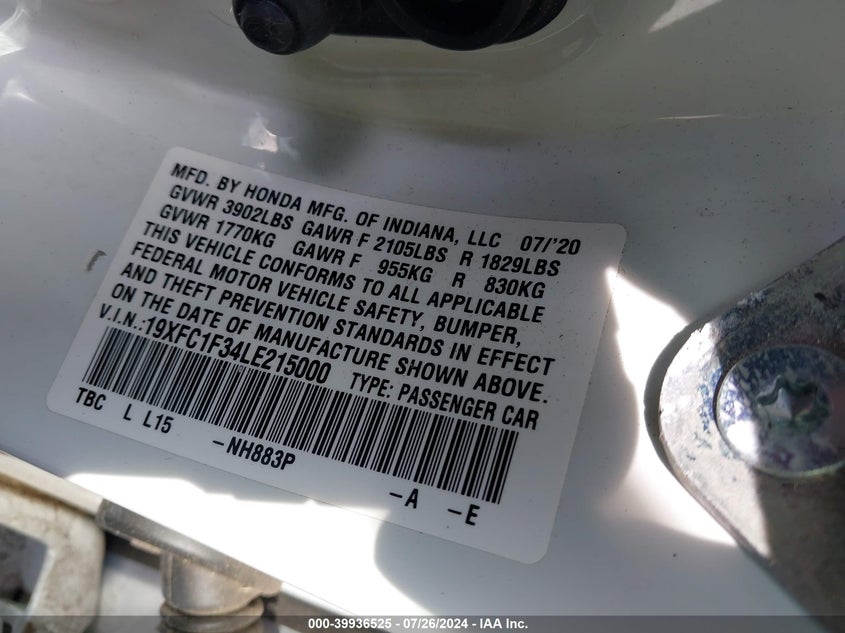 MFD. BY HONDA MFG. OF INDIANA, LLC 07/'20
GVWR 3902LBS GAWR F 2105LBS R 1829LBS
GVWR 1770KG GAWR F 955KG R 830KG
THIS VEHICLE CONFORMS TO ALL APPLICABLE
FEDERAL MOTOR VEHICLE SAFETY, BUMPER,
AND THEFT PREVENTION STANDARDS IN EFFECT
ON THE DATE OF MANUFACTURE SHOWN ABOVE.
V.I.N.:19XFC1F34LE215000 TYPE: PASSENGER CAR
TBC L L15 -NH883P -A -E
000-39936525 - 07/26/2024 - IAA Inc.